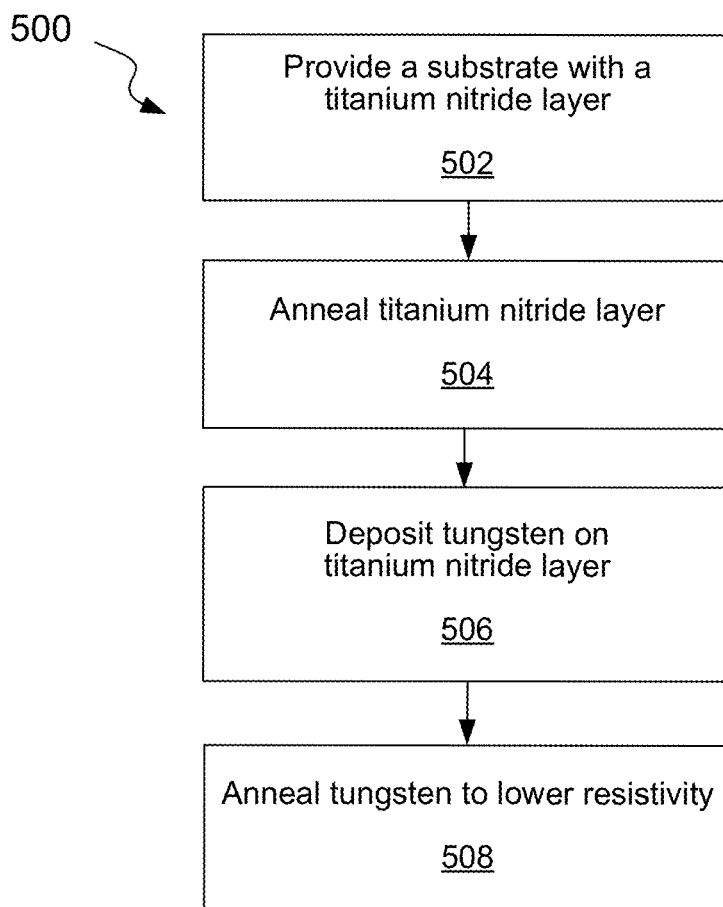 500
Provide a substrate with a
titanium nitride layer
502
Anneal titanium nitride layer
504
Deposit tungsten on
titanium nitride layer
506
Anneal tungsten to lower resistivity
508